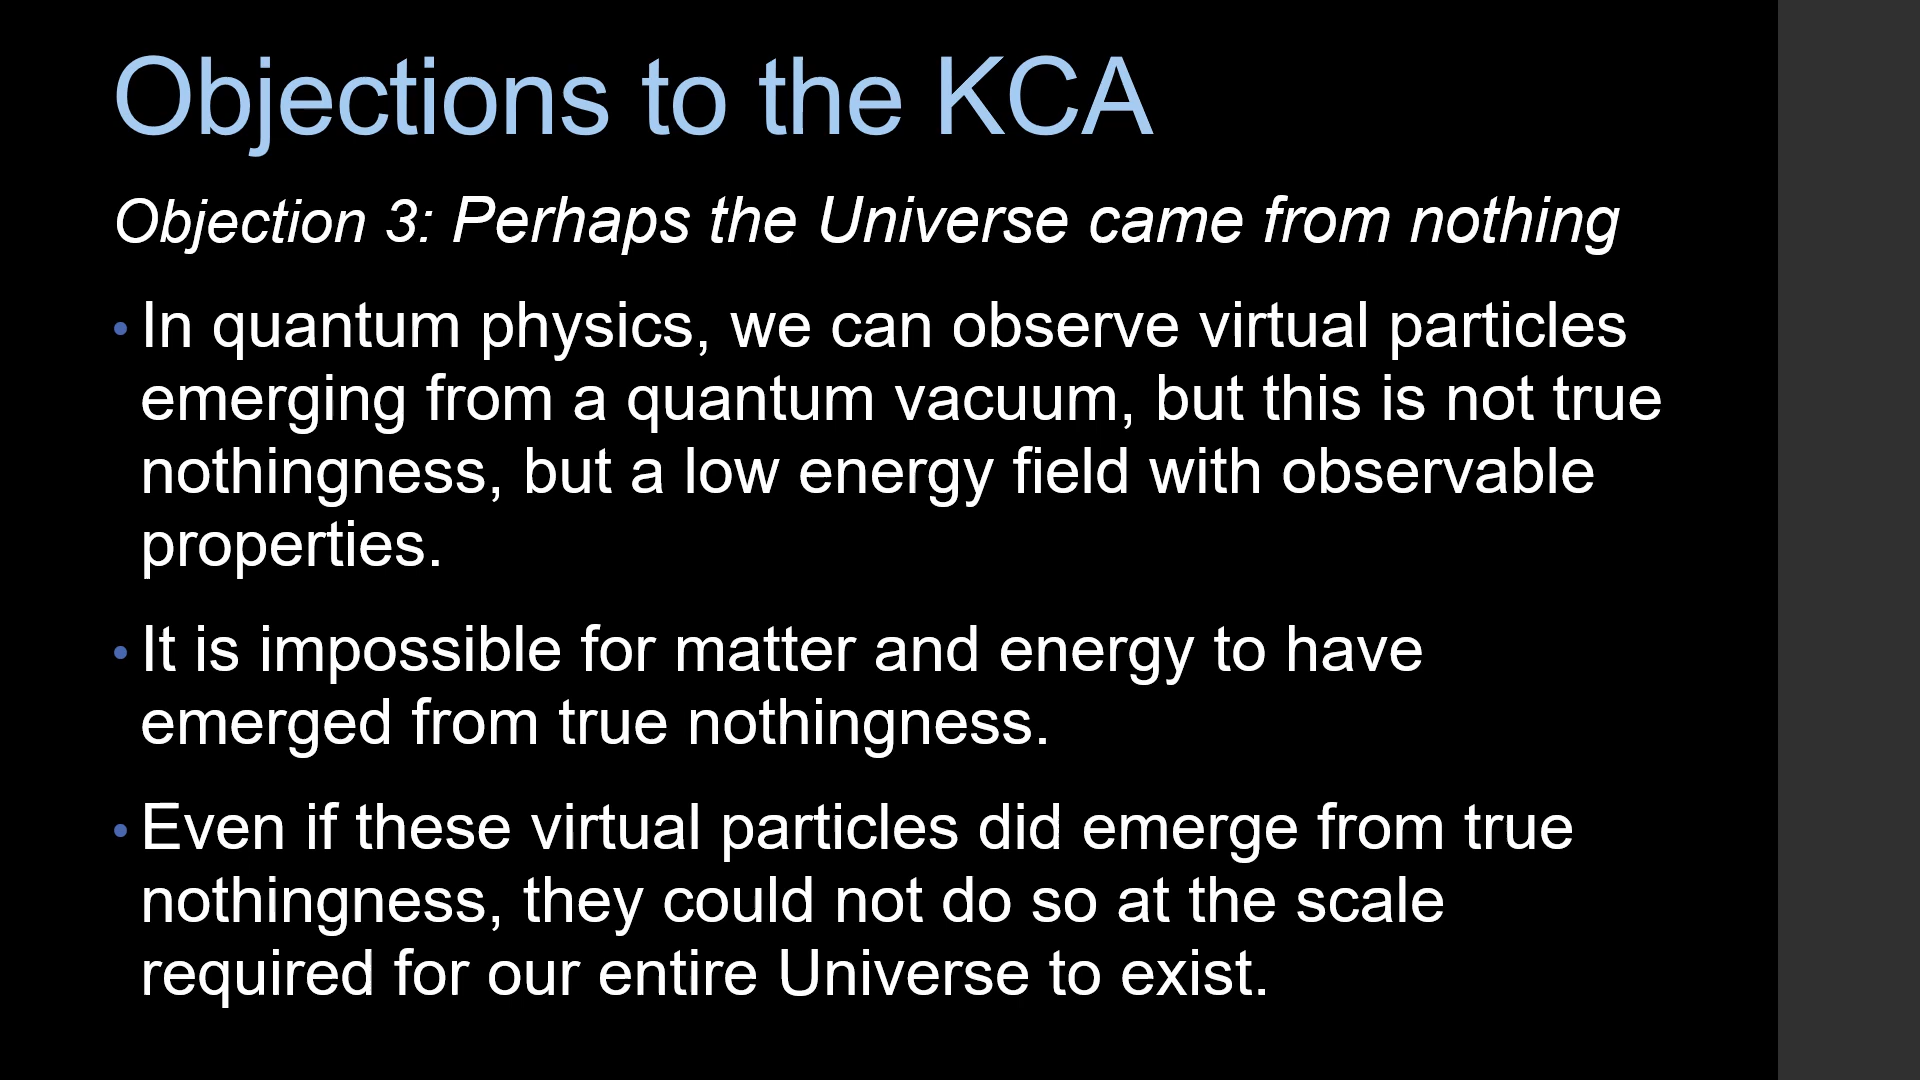 Objections to the KCA
Objection 3: Perhaps the Universe came from nothing
• In quantum physics, we can observe virtual particles
emerging from a quantum vacuum, but this is not true
nothingness, but a low energy field with observable
properties.
• It is impossible for matter and energy to have
emerged from true nothingness.
• Even if these virtual particles did emerge from true
nothingness, they could not do so at the scale
required for our entire Universe to exist.